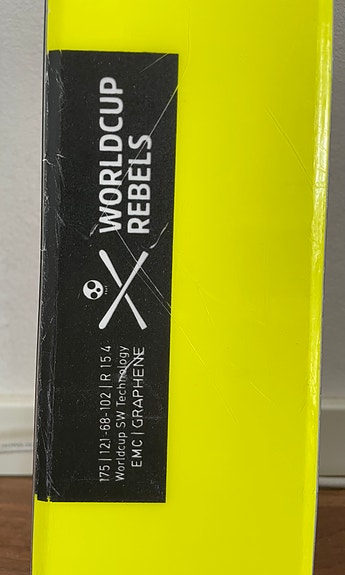 WORLDCUP
REBELS
175 | 121-68-102 | R 15.4
Worldcup SW Technology
EMC | GRAPHENE